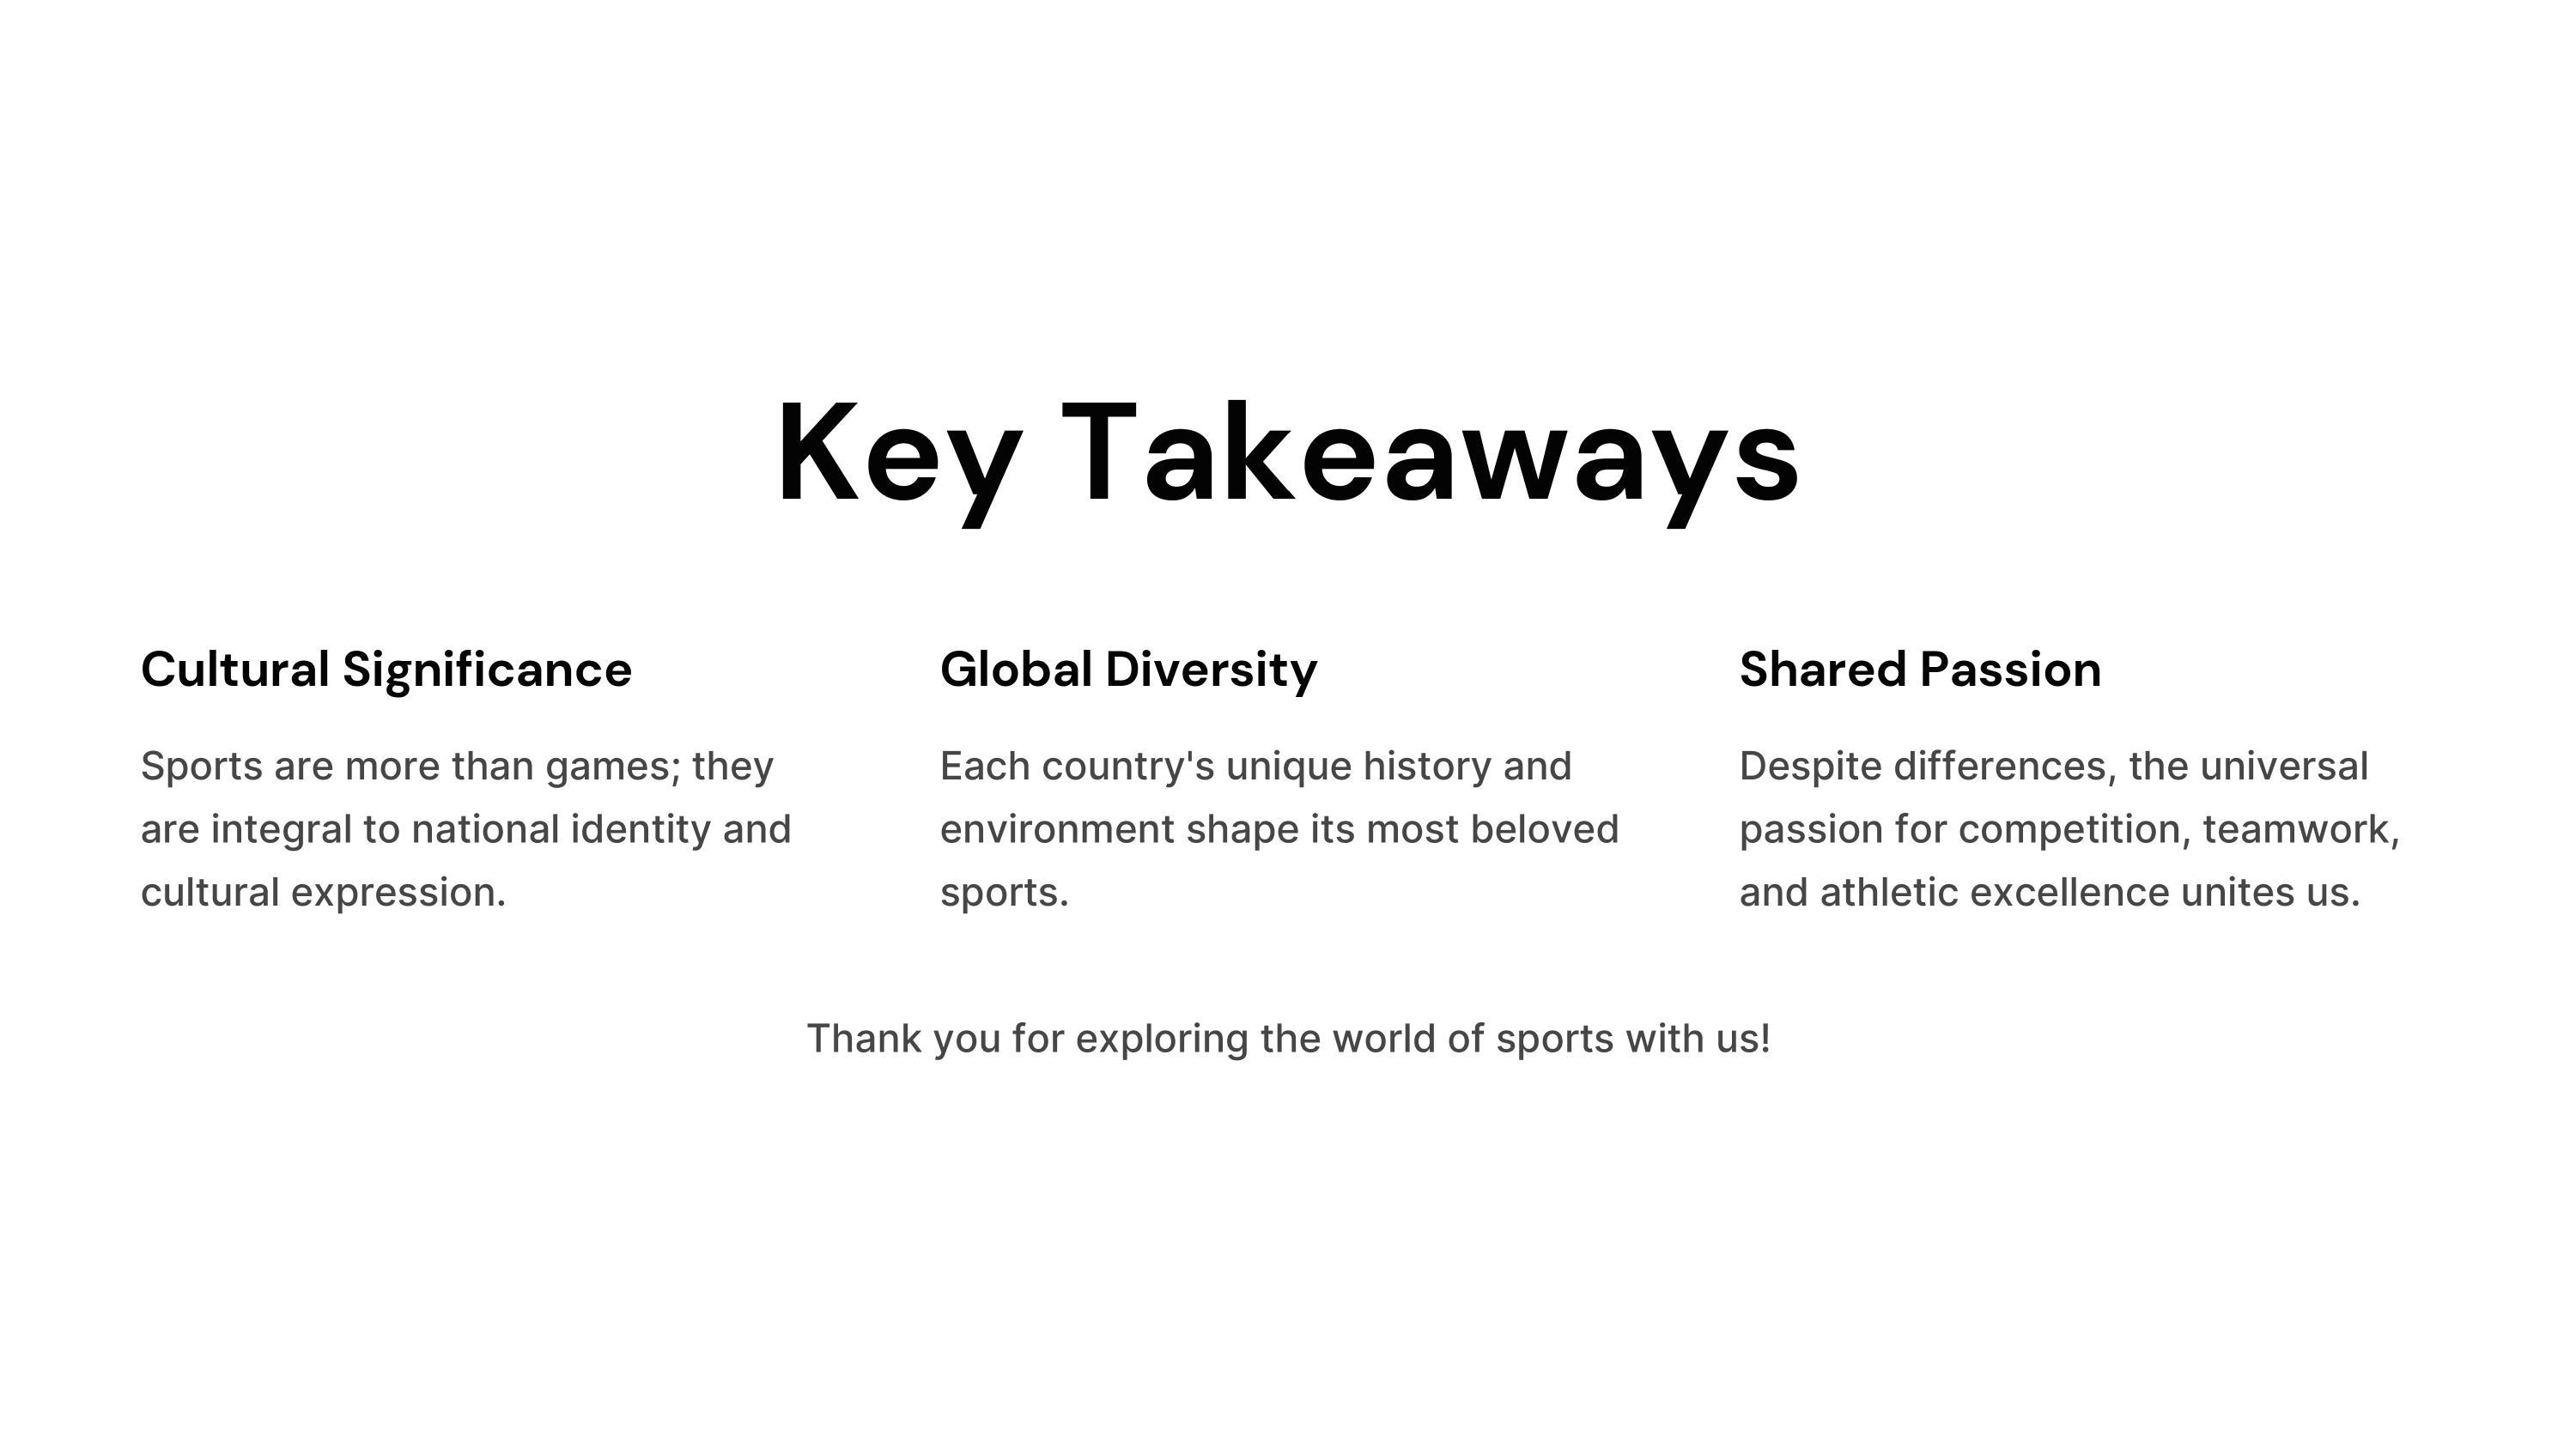 Key Takeaways
Cultural Significance
Sports are more than games; they
are integral to national identity and
cultural expression.
Global Diversity
Each country's unique history and
environment shape its most beloved
sports.
Shared Passion
Despite differences, the universal
passion for competition, teamwork,
and athletic excellence unites us.
Thank you for exploring the world of sports with us!